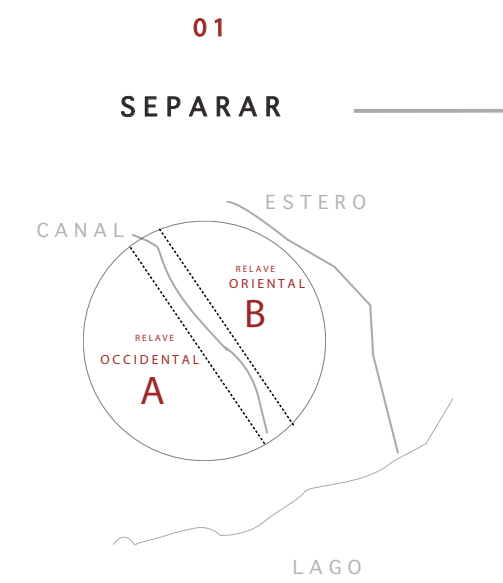 01
SEPARAR
ESTERO
CANAL
RELAVE
ORIENTAL
B
RELAVE
OCCIDENTAL
A
LAGO